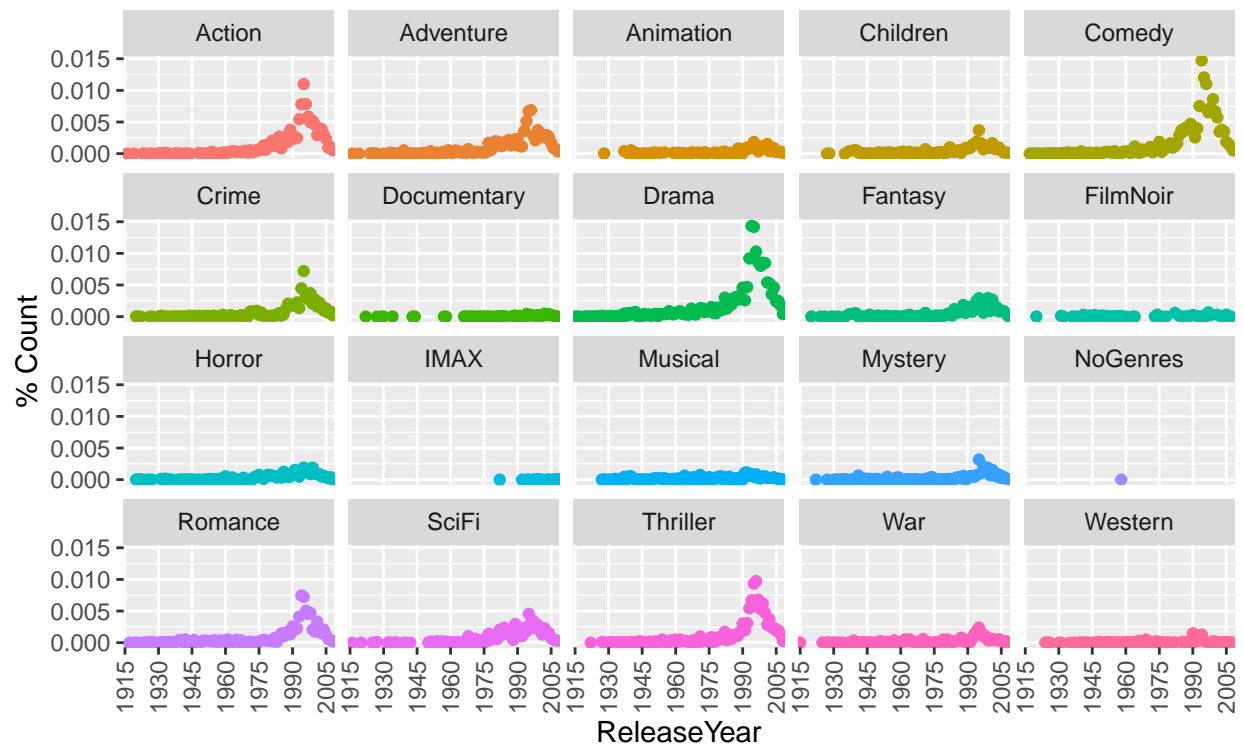 Action Adventure Animation Children Comedy
0.015
0.010
0.005
0.000
Crime Documentary Drama Fantasy FilmNoir
0.015
0.010
0.005
0.000
Horror IMAX Musical Mystery NoGenres
0.015
0.010
0.005
0.000
Romance SciFi Thriller War Western
0.015
0.010
0.005
0.000
1915 1930 1945 1960 1975 1990 2005 1915 1930 1945 1960 1975 1990 2005 1915 1930 1945 1960 1975 1990 2005 1915 1930 1945 1960 1975 1990 2005 1915 1930 1945 1960 1975 1990 2005
ReleaseYear
% Count